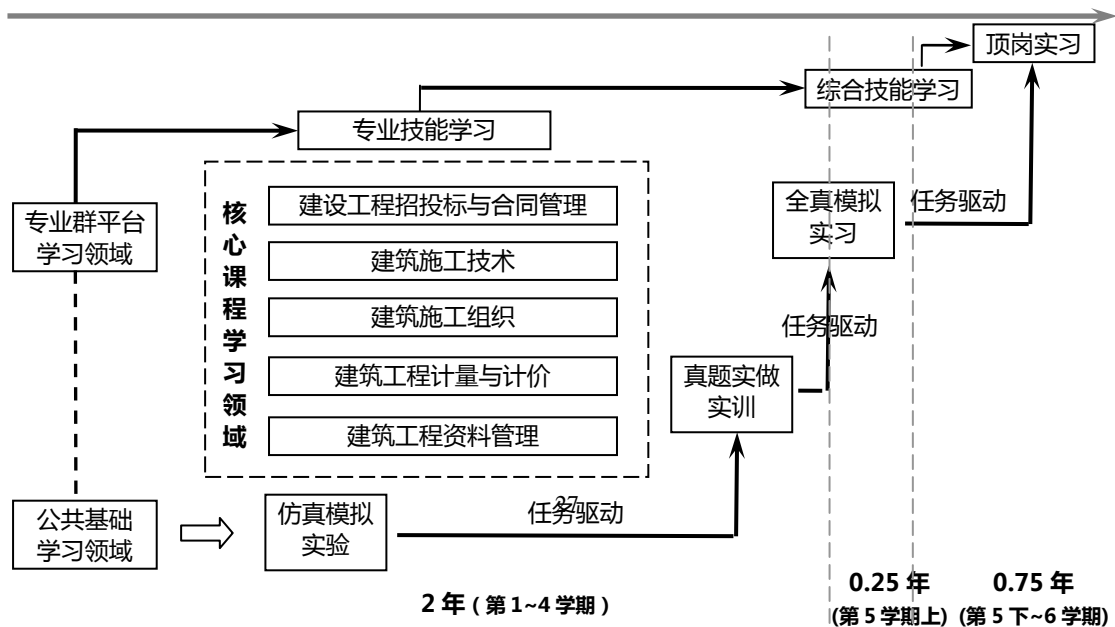 顶岗实习
综合技能学习
专业技能学习
专业群平台
学习领域
核心课程学习领域
建设工程招投标与合同管理
建筑施工技术
建筑施工组织
建筑工程计量与计价
建筑工程资料管理
全真模拟
实习
任务驱动
任务驱动
真题实做
实训
公共基础
学习领域
仿真模拟
实验
任务驱动
27
2 年（第 1~4 学期）
0.25 年
(第 5 学期上)
0.75 年
(第 5 下~6 学期)